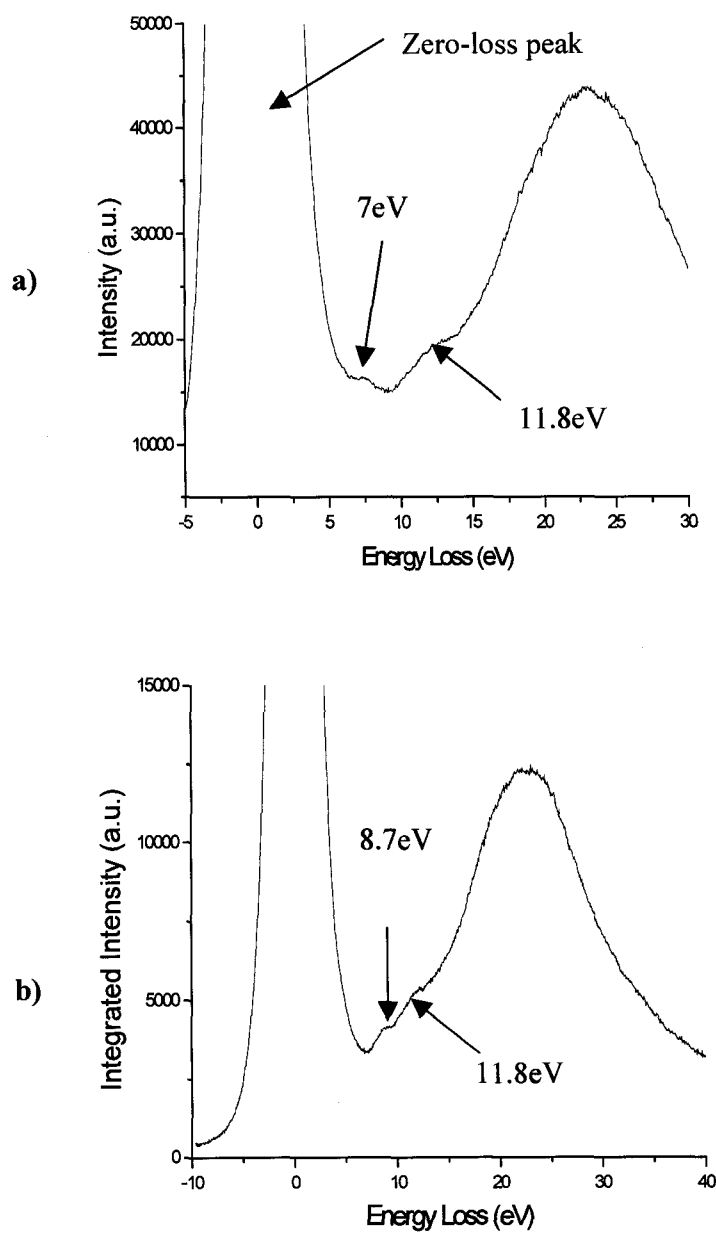 a)
50000
40000
30000
20000
10000
Intensity (a.u.)
Zero-loss peak
7eV
11.8eV
-5 0 5 10 15 20 25 30
Energy Loss (eV)
b)
15000
10000
5000
0
Integrated Intensity (a.u.)
8.7eV
11.8eV
-10 0 10 20 30 40
Energy Loss (eV)